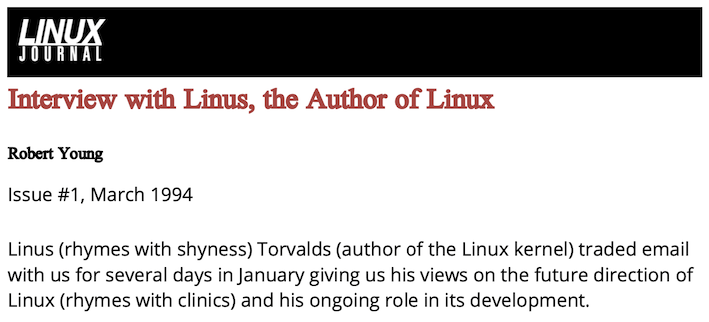 LINUX
JOURNAL
Interview with Linus, the Author of Linux
Robert Young
Issue #1, March 1994
Linus (rhymes with shyness) Torvalds (author of the Linux kernel) traded email
with us for several days in January giving us his views on the future direction of
Linux (rhymes with clinics) and his ongoing role in its development.